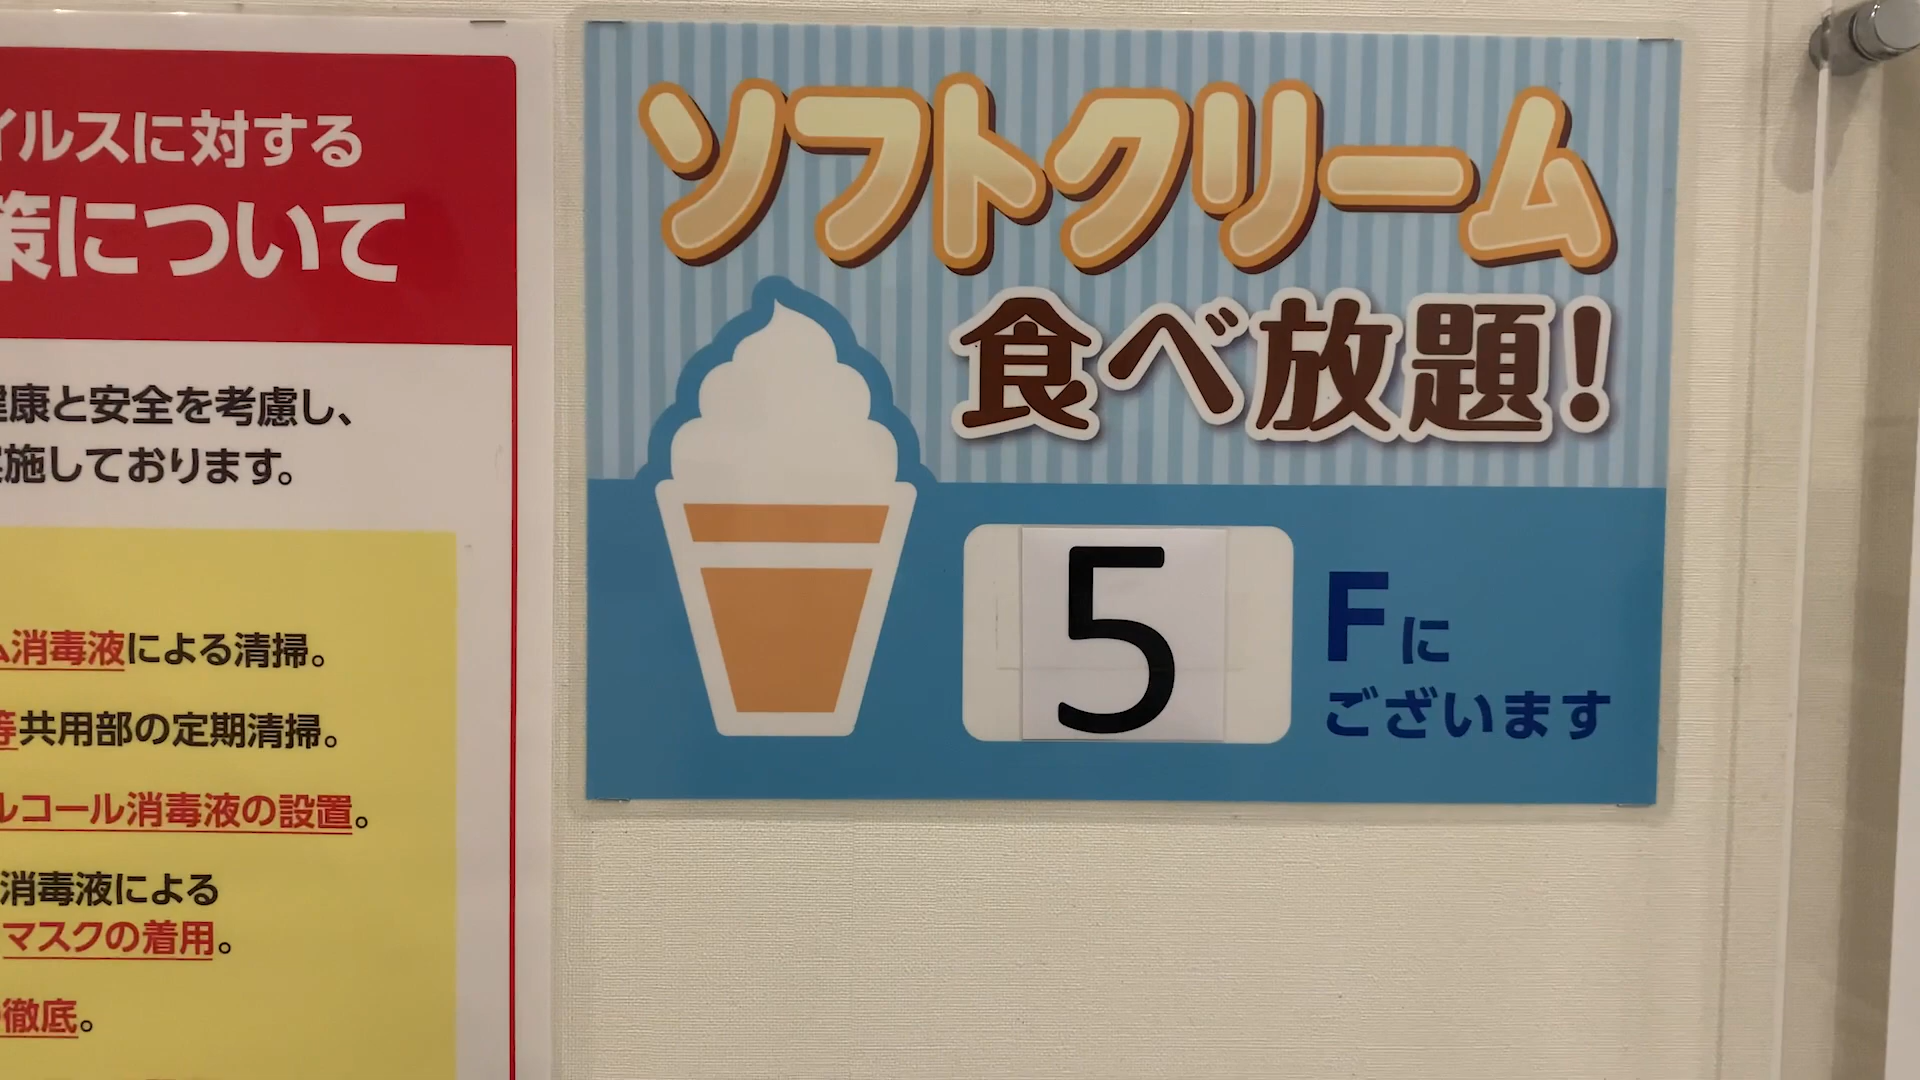 イルスに対する
策について
健康と安全を考慮し、
実施しております。
ム消毒液による清掃。
等共用部の定期清掃。
ルコール消毒液の設置。
消毒液による
マスクの着用。
徹底。
ソフトクリーム
食べ放題!
5 Fに
ございます